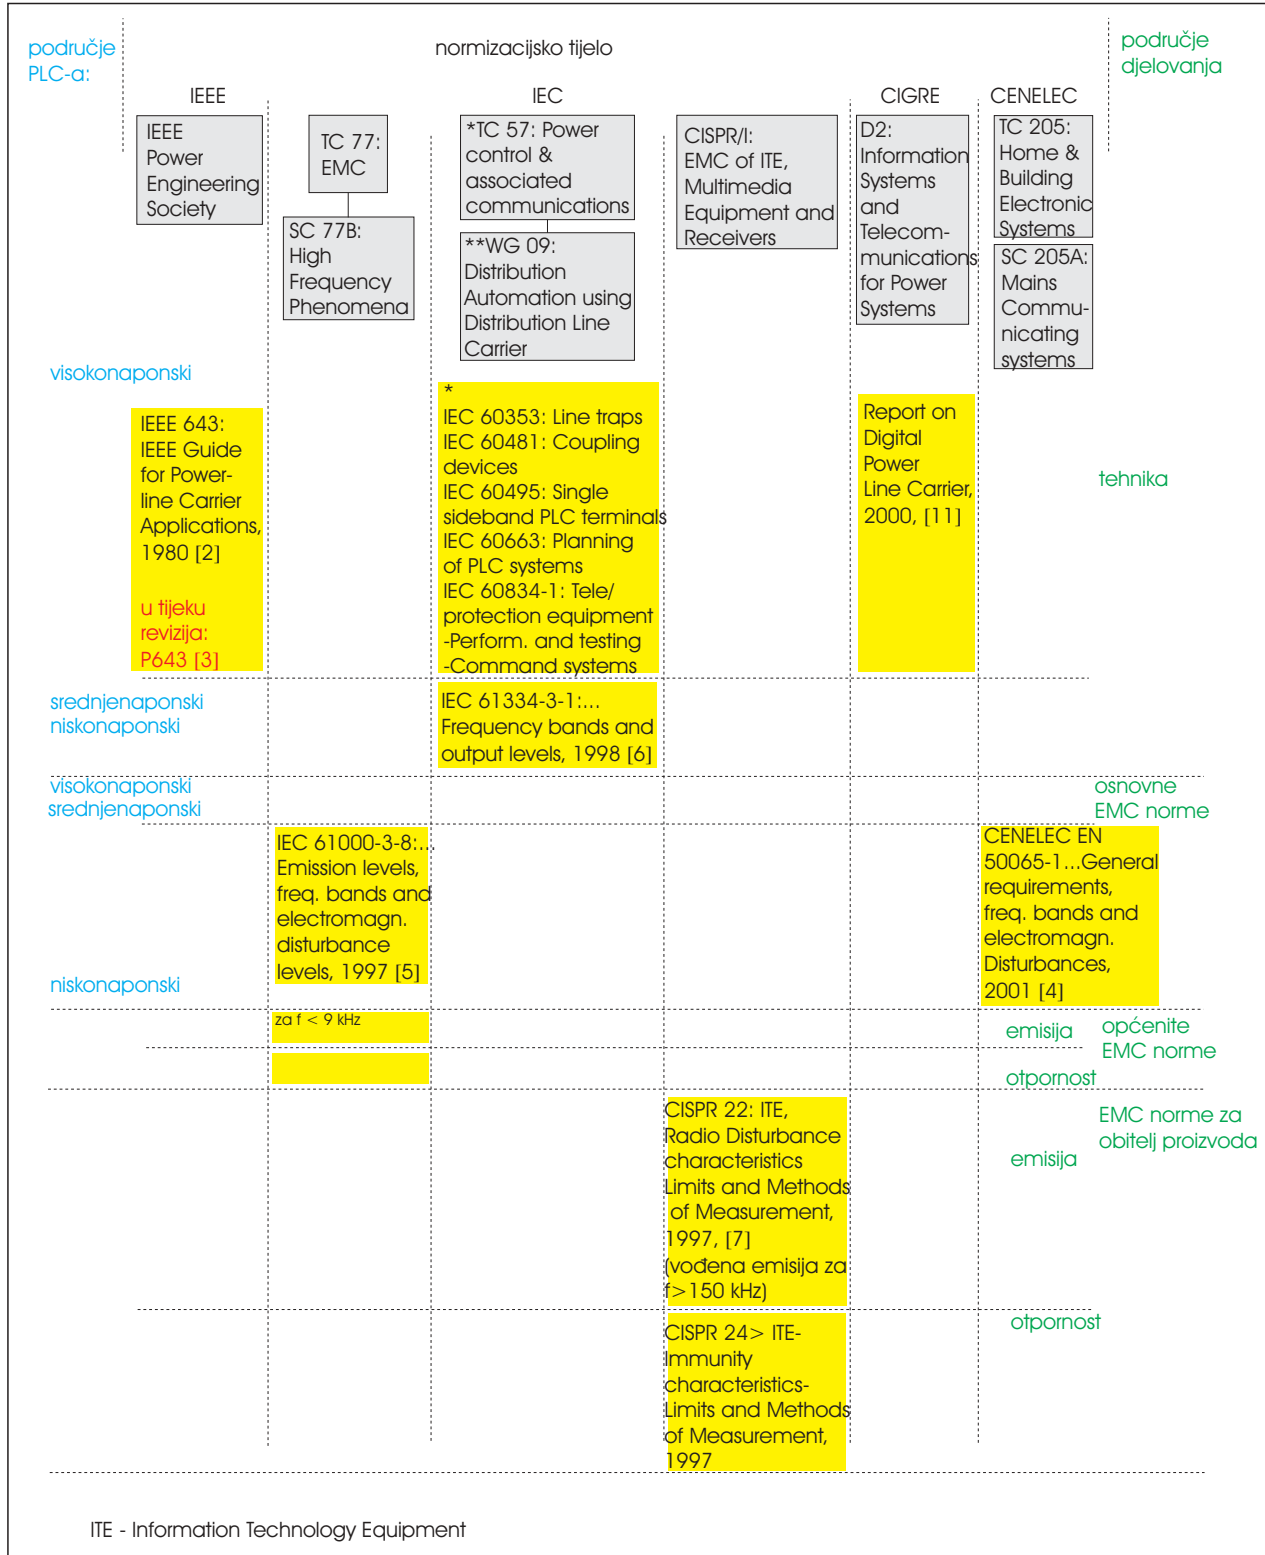 područje
PLC-a:
normizacijsko tijelo
područje
djelovanja
IEEE
IEC
CIGRE
CENELEC
IEEE
Power
Engineering
Society
TC 77:
EMC
SC 77B:
High
Frequency
Phenomena
*TC 57: Power
control &
associated
communications
**WG 09:
Distribution
Automation using
Distribution Line
Carrier
CISPR/I:
EMC of ITE,
Multimedia
Equipment and
Receivers
D2:
Information
Systems
and
Telecom-
munications
for Power
Systems
TC 205:
Home &
Building
Electronic
Systems
SC 205A:
Mains
Commu-
nicating
systems
visokonaponski
IEEE 643:
IEEE Guide
for Power-
line Carrier
Applications,
1980 [2]
u tijeku
revizija:
P643 [3]
*
IEC 60353: Line traps
IEC 60481: Coupling
devices
IEC 60495: Single
sideband PLC terminals
IEC 60663: Planning
of PLC systems
IEC 60834-1: Tele/
protection equipment
-Perform. and testing
-Command systems
Report on
Digital
Power
Line Carrier,
2000, [11]
tehnika
srednjenaponski
niskonaponski
IEC 61334-3-1:...
Frequency bands and
output levels, 1998 [6]
visokonaponski
srednjenaponski
osnovne
EMC norme
IEC 61000-3-8:...
Emission levels,
freq. bands and
electromagn.
disturbance
levels, 1997 [5]
CENELEC EN
50065-1...General
requirements,
freq. bands and
electromagn.
Disturbances,
2001 [4]
niskonaponski
za f < 9 kHz
emisija
općenite
EMC norme
otpornost
CISPR 22: ITE,
Radio Disturbance
characteristics
Limits and Methods
of Measurement,
1997, [7]
(vođena emisija za
f>150 kHz)
EMC norme za
obitelj proizvoda
emisija
CISPR 24> ITE-
Immunity
characteristics-
Limits and Methods
of Measurement,
1997
otpornost
ITE - Information Technology Equipment